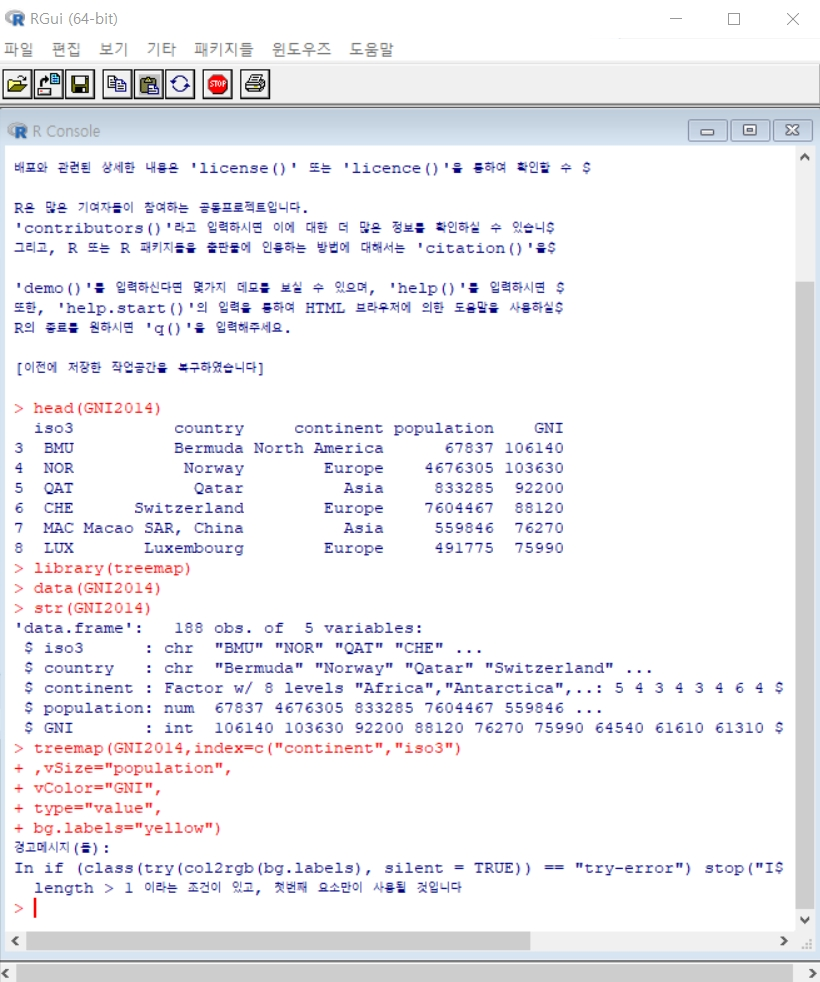 RGui (64-bit)
파일 편집 보기 기타 패키지들 윈도우즈 도움말
STOP
R Console
배포와 관련된 상세한 내용은 'license()' 또는 'licence()'을 통하여 확인할 수 $
R은 많은 기여자들이 참여하는 공동프로젝트입니다.
'contributors()'라고 입력하시면 이에 대한 더 많은 정보를 확인하실 수 있습니$
그리고, R 또는 R 패키지들을 출판물에 인용하는 방법에 대해서는 'citation()'을$
'demo()'를 입력하신다면 몇가지 데모를 보실 수 있으며, 'help()'를 입력하시면 $
또한, 'help.start()'의 입력을 통하여 HTML 브라우저에 의한 도움말을 사용하실$
R의 종료를 원하시면 'q()'을 입력해주세요.
[이전에 저장한 작업공간을 복구하였습니다]
> head(GNI2014)
iso3 country continent population GNI
3 BMU Bermuda North America 67837 106140
4 NOR Norway Europe 4676305 103630
5 QAT Qatar Asia 833285 92200
6 CHE Switzerland Europe 7604467 88120
7 MAC Macao SAR, China Asia 559846 76270
8 LUX Luxembourg Europe 491775 75990
> library(treemap)
> data(GNI2014)
> str(GNI2014)
'data.frame': 188 obs. of 5 variables:
$ iso3 : chr "BMU" "NOR" "QAT" "CHE" ...
$ country : chr "Bermuda" "Norway" "Qatar" "Switzerland" ...
$ continent : Factor w/ 8 levels "Africa","Antarctica",..: 5 4 3 4 3 4 6 4 $
$ population: num 67837 4676305 833285 7604467 559846 ...
$ GNI : int 106140 103630 92200 88120 76270 75990 64540 61610 61310 $
> treemap(GNI2014,index=c("continent","iso3")
+ ,vSize="population",
+ vColor="GNI",
+ type="value",
+ bg.labels="yellow")
경고메시지(들):
In if (class(try(col2rgb(bg.labels), silent = TRUE)) == "try-error") stop("I$
length > 1 이라는 조건이 있고, 첫번째 요소만이 사용될 것입니다
>